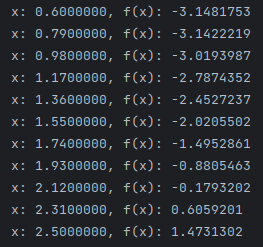 x: 0.6000000, f(x): -3.1481753
x: 0.7900000, f(x): -3.1422219
x: 0.9800000, f(x): -3.0193987
x: 1.1700000, f(x): -2.7874352
x: 1.3600000, f(x): -2.4527237
x: 1.5500000, f(x): -2.0205502
x: 1.7400000, f(x): -1.4952861
x: 1.9300000, f(x): -0.8805463
x: 2.1200000, f(x): -0.1793202
x: 2.3100000, f(x): 0.6059201
x: 2.5000000, f(x): 1.4731302